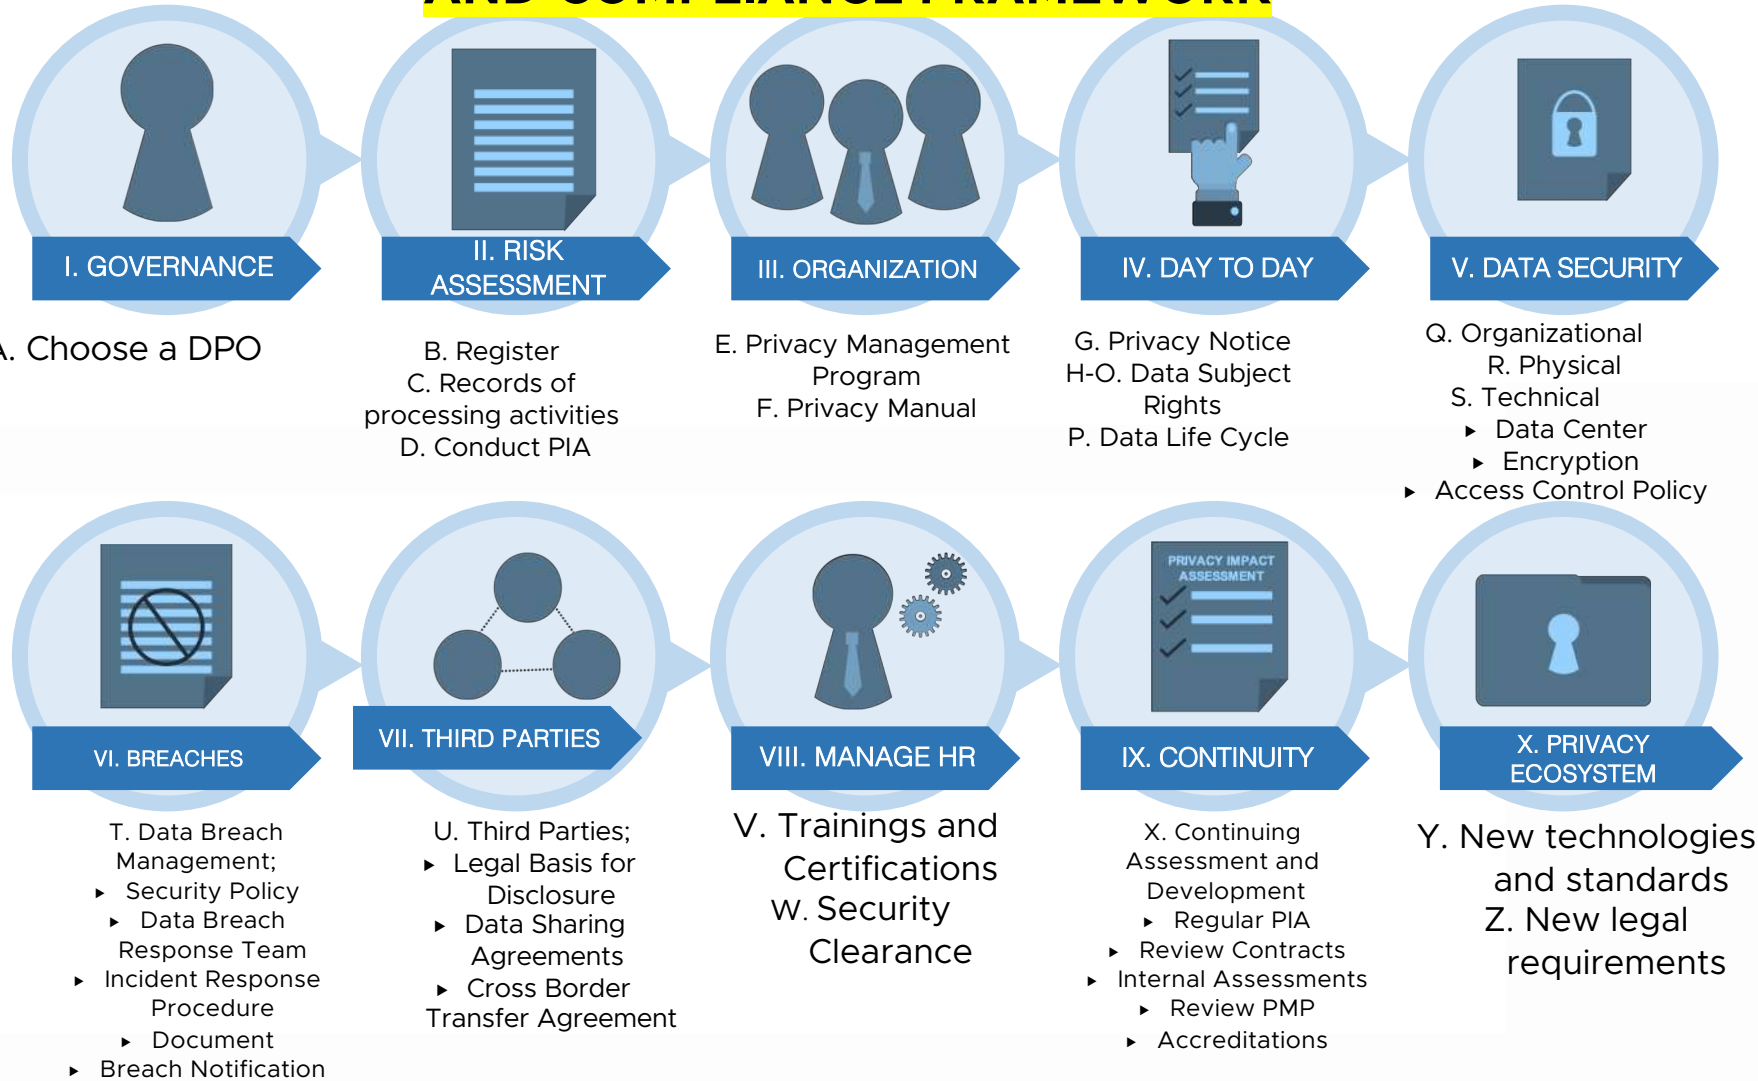 AND COMPLIANCE FRAMEWORK
I. GOVERNANCE
A. Choose a DPO
II. RISK
ASSESSMENT
B. Register
C. Records of
processing activities
D. Conduct PIA
III. ORGANIZATION
E. Privacy Management
Program
F. Privacy Manual
IV. DAY TO DAY
G. Privacy Notice
H-O. Data Subject
Rights
P. Data Life Cycle
V. DATA SECURITY
Q. Organizational
R. Physical
S. Technical
▸ Data Center
▸ Encryption
▸ Access Control Policy
VI. BREACHES
T. Data Breach
Management;
▸ Security Policy
▸ Data Breach
Response Team
▸ Incident Response
Procedure
▸ Document
▸ Breach Notification
VII. THIRD PARTIES
U. Third Parties;
▸ Legal Basis for
Disclosure
▸ Data Sharing
Agreements
▸ Cross Border
Transfer Agreement
VIII. MANAGE HR
V. Trainings and
Certifications
W. Security
Clearance
PRIVACY IMPACT
ASSESSMENT
IX. CONTINUITY
X. Continuing
Assessment and
Development
▸ Regular PIA
▸ Review Contracts
▸ Internal Assessments
▸ Review PMP
▸ Accreditations
X. PRIVACY
ECOSYSTEM
Y. New technologies
and standards
Z. New legal
requirements